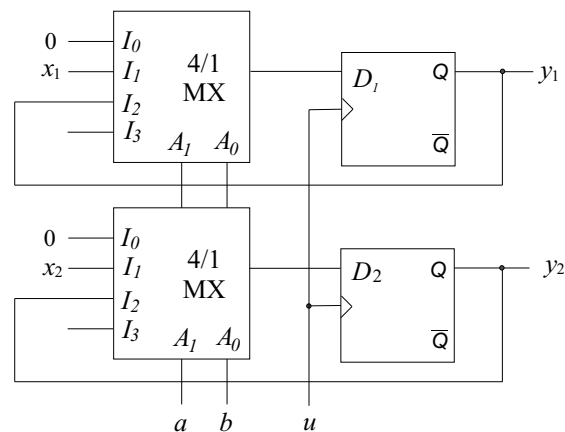 0 I0
x1 I1
I2
I3
4/1
MX
A1 A0
D1 Q
Q̅
y1
0 I0
x2 I1
I2
I3
4/1
MX
A1 A0
D2 Q
Q̅
y2
a b u